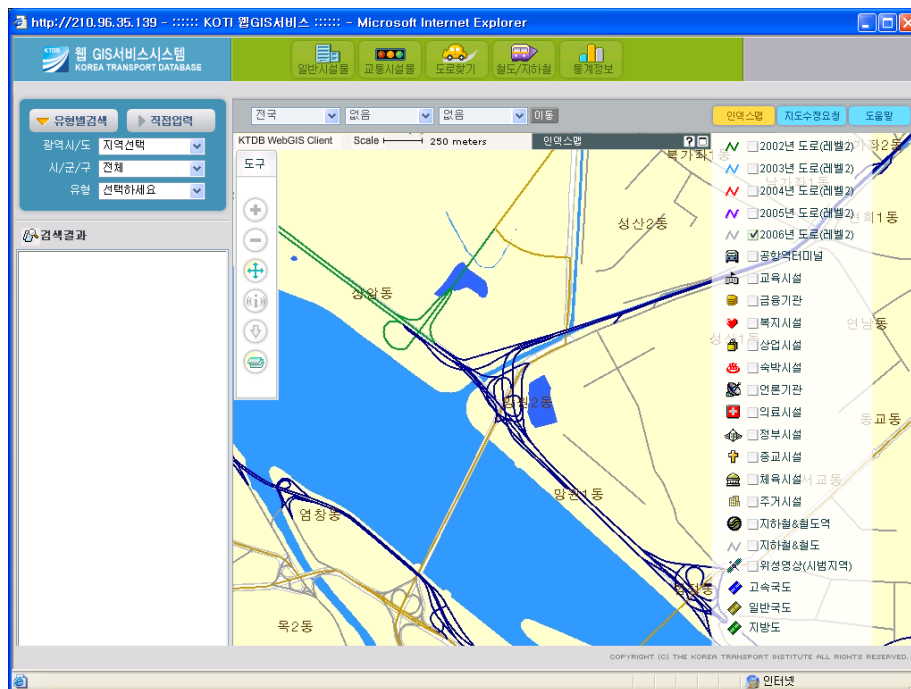 http://210.96.35.139 - :::::: KOTI 웹GIS서비스 :::::: - Microsoft Internet Explorer
KTDB
웹 GIS서비스시스템
KOREA TRANSPORT DATABASE
일반시설물
교통시설물
도로찾기
철도/지하철
통계정보
유형별검색
직접입력
광역시/도
지역선택
시/군/구
전체
유형
선택하세요
검색결과
전국
없음
없음
이동
인덱스맵
지도수정요청
도움말
KTDB WebGIS Client
Scale
250 meters
인덱스맵
도구
2002년 도로(레벨2)
2003년 도로(레벨2)
2004년 도로(레벨2)
2005년 도로(레벨2)
2006년 도로(레벨2)
공항역터미널
교육시설
금융기관
복지시설
상업시설
숙박시설
언론기관
의료시설
정부시설
종교시설
체육시설
주거시설
지하철&철도역
지하철&철도
위성영상(시범지역)
고속국도
일반국도
지방도
북가좌1동
성산2동
상암동
연남동
망원2동
동교동
서교동
망원1동
염창동
목2동
COPYRIGHT (C) THE KOREA TRANSPORT INSTITUTE ALL RIGHTS RESERVED.
인터넷